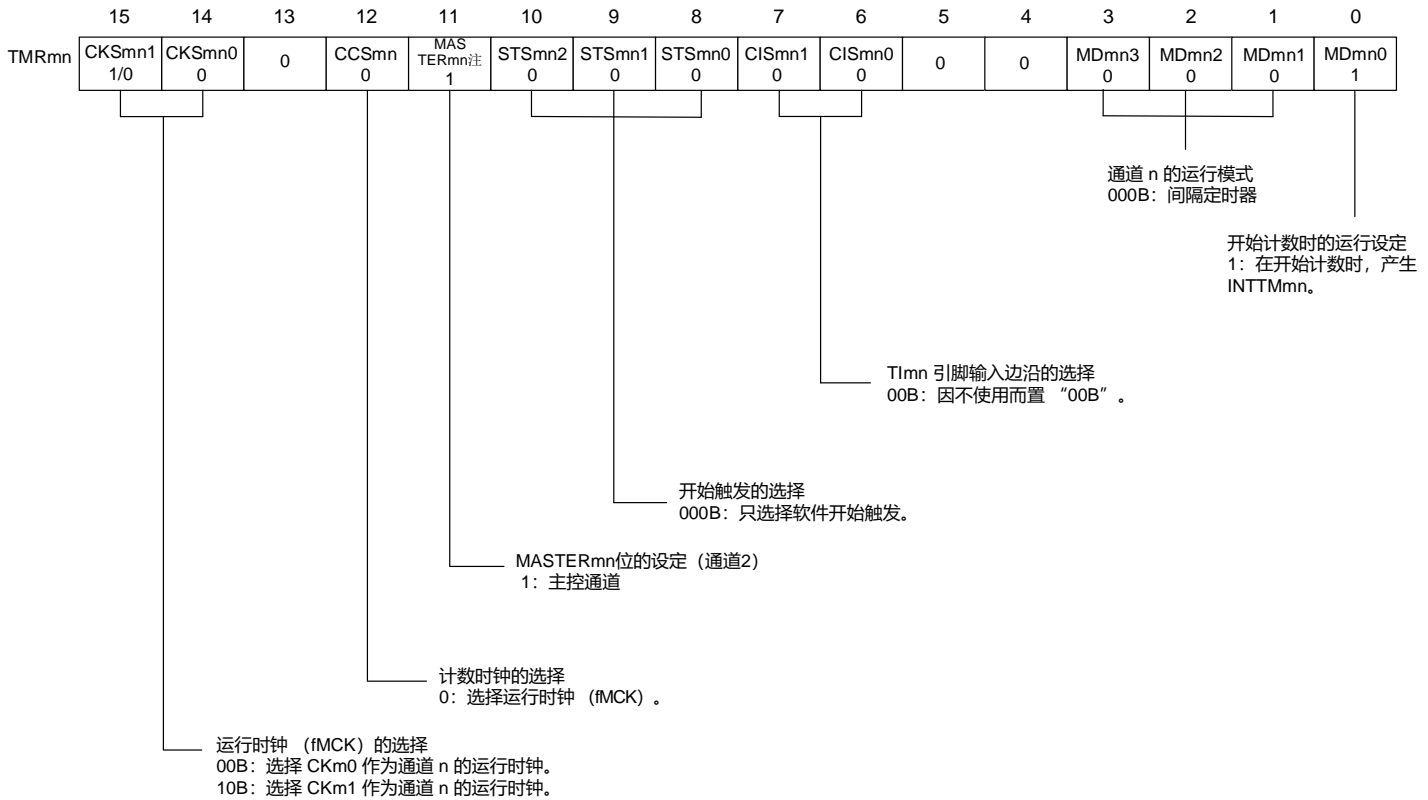 15 14 13 12 11 10 9 8 7 6 5 4 3 2 1 0
TMRmn CKSmn1 CKSmn0 0 CCSmn MAS TERmn注 STSmn2 STSmn1 STSmn0 CISmn1 CISmn0 0 0 MDmn3 MDmn2 MDmn1 MDmn0
1/0 0 0 1 0 0 0 0 0 0 0 0 1
通道 n 的运行模式
000B：间隔定时器
开始计数时的运行设定
1：在开始计数时，产生
INTTMmn。
TImn 引脚输入边沿的选择
00B：因不使用而置 “00B”。
开始触发的选择
000B：只选择软件开始触发。
MASTERmn位的设定（通道2）
1：主控通道
计数时钟的选择
0：选择运行时钟 （fMCK）。
运行时钟 （fMCK）的选择
00B：选择 CKm0 作为通道 n 的运行时钟。
10B：选择 CKm1 作为通道 n 的运行时钟。